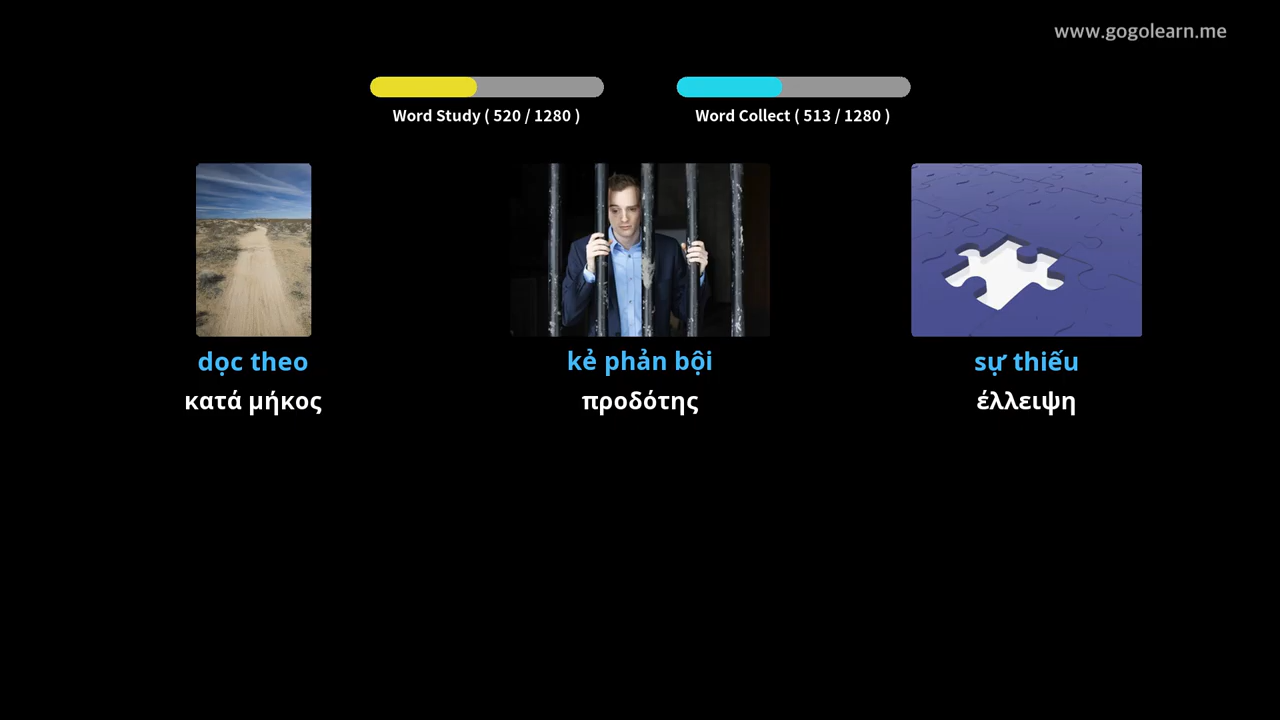 www.gogolearn.me
Word Study ( 520 / 1280 )
Word Collect ( 513 / 1280 )
dọc theo
kẻ phản bội
sự thiếu
κατά μήκος
προδότης
έλλειψη